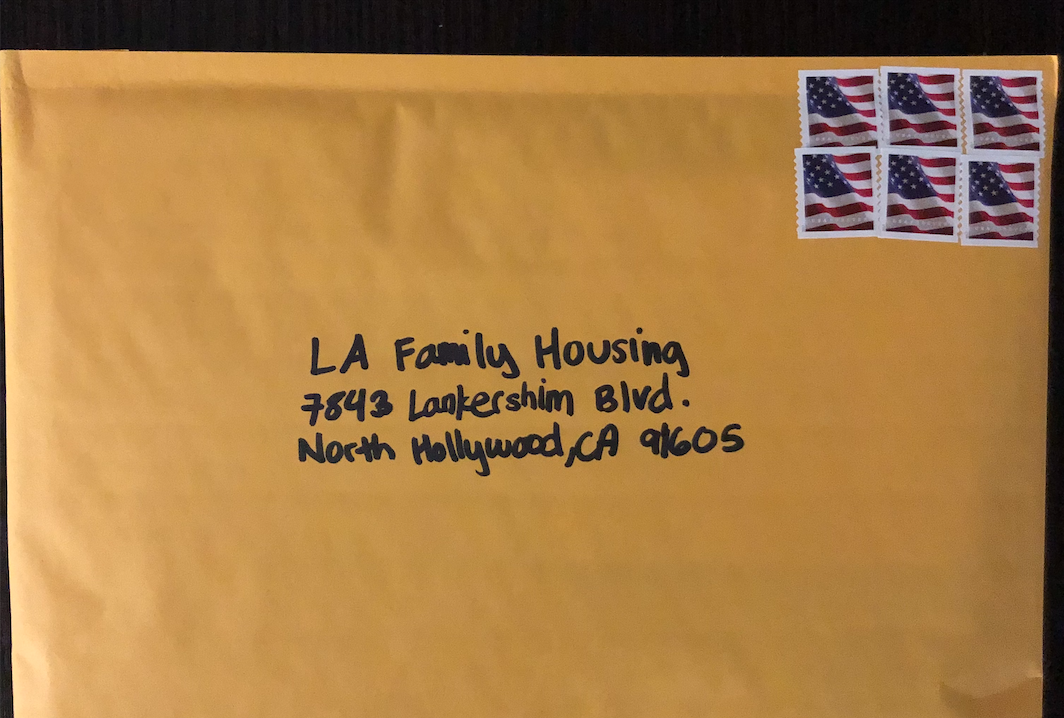 LA Family Housing
7843 Lankershim Blvd.
North Hollywood, CA 91605